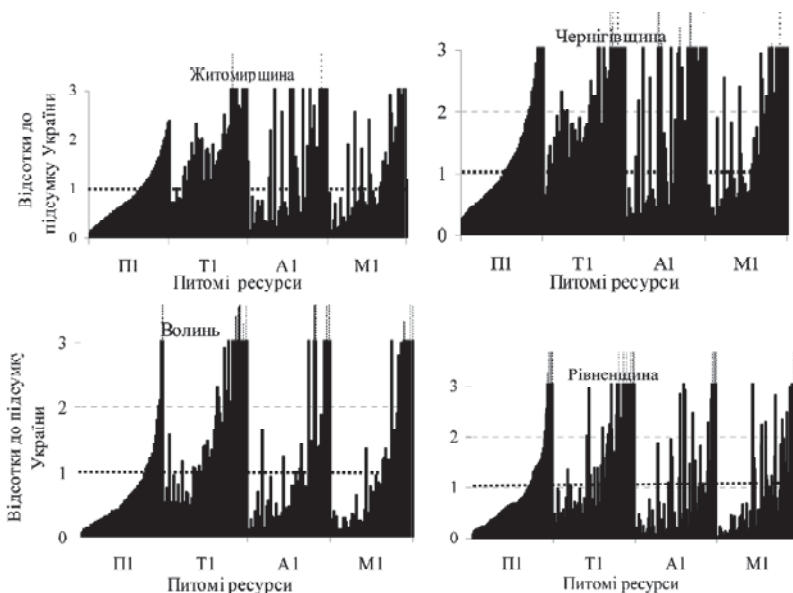 Житомирщина
Відсотки до
підсумку України
3
2
1
0
П1 Т1 А1 М1
Питомі ресурси
Чернігівщина
3
2
1
0
П1 Т1 А1 М1
Питомі ресурси
Волинь
Відсотки до підсумку
України
3
2
1
0
П1 Т1 А1 М1
Питомі ресурси
Рівненщина
3
2
1
0
П1 Т1 А1 М1
Питомі ресурси